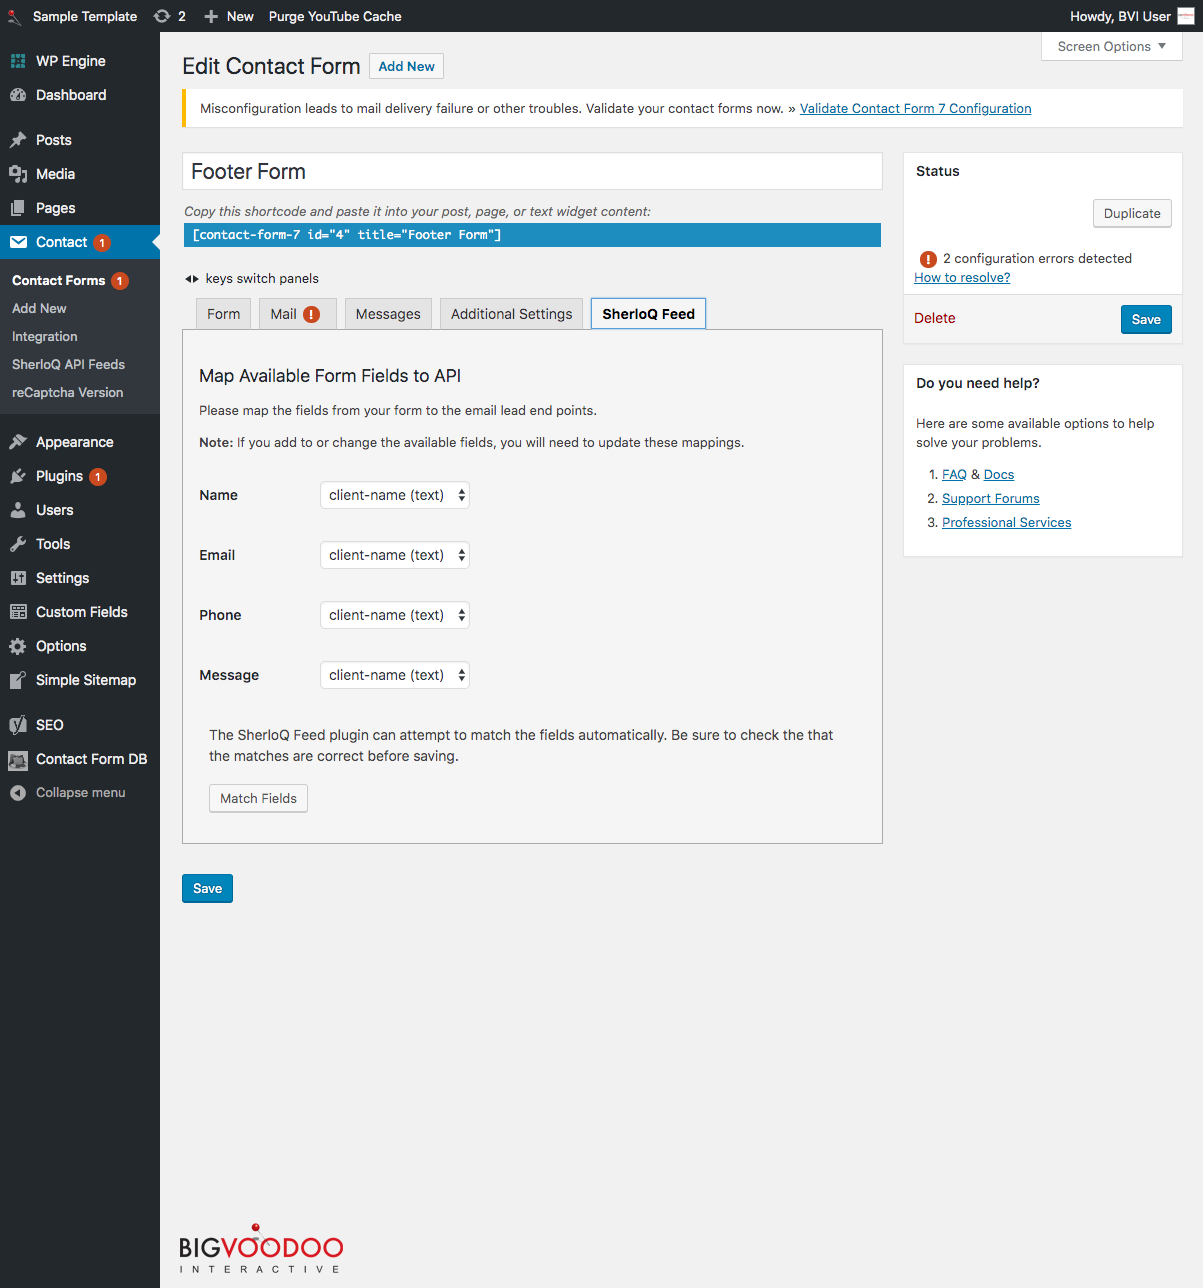 Sample Template 2 New Purge YouTube Cache Howdy, BVI User
Screen Options
WP Engine
Dashboard
Posts
Media
Pages
Contact 1
Contact Forms 1
Add New
Integration
SherloQ API Feeds
reCaptcha Version
Appearance
Plugins 1
Users
Tools
Settings
Custom Fields
Options
Simple Sitemap
SEO
Contact Form DB
Collapse menu
Edit Contact Form Add New
Misconfiguration leads to mail delivery failure or other troubles. Validate your contact forms now. » Validate Contact Form 7 Configuration
Footer Form
Copy this shortcode and paste it into your post, page, or text widget content:
[contact-form-7 id="4" title="Footer Form"]
keys switch panels
Form Mail ! Messages Additional Settings SherloQ Feed
Map Available Form Fields to API
Please map the fields from your form to the email lead end points.
Note: If you add to or change the available fields, you will need to update these mappings.
Name client-name (text)
Email client-name (text)
Phone client-name (text)
Message client-name (text)
The SherloQ Feed plugin can attempt to match the fields automatically. Be sure to check the that
the matches are correct before saving.
Match Fields
Save
Status
Duplicate
! 2 configuration errors detected
How to resolve?
Delete Save
Do you need help?
Here are some available options to help
solve your problems.
1. FAQ & Docs
2. Support Forums
3. Professional Services
BIGVOODOO
INTERACTIVE